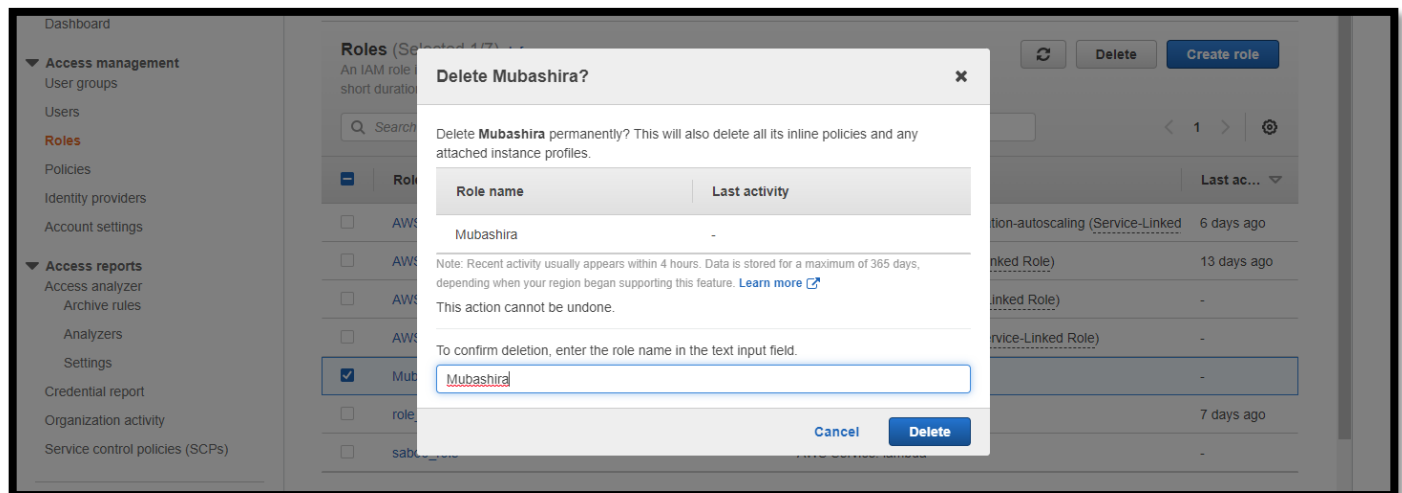 Dashboard
Access management
User groups
Users
Roles
Policies
Identity providers
Account settings
Access reports
Access analyzer
Archive rules
Analyzers
Settings
Credential report
Organization activity
Service control policies (SCPs)
Roles
Delete
Create role
An IAM role
short
Search
1
Last ac...
tion-autoscaling (Service-Linked
6 days ago
nked Role)
13 days ago
inked Role)
-
rvice-Linked Role)
-
-
7 days ago
-
Delete Mubashira?
Delete Mubashira permanently? This will also delete all its inline policies and any
attached instance profiles.
Role name Last activity
Mubashira -
Note: Recent activity usually appears within 4 hours. Data is stored for a maximum of 365 days,
depending when your region began supporting this feature. Learn more
This action cannot be undone.
To confirm deletion, enter the role name in the text input field.
Mubashira
Cancel Delete